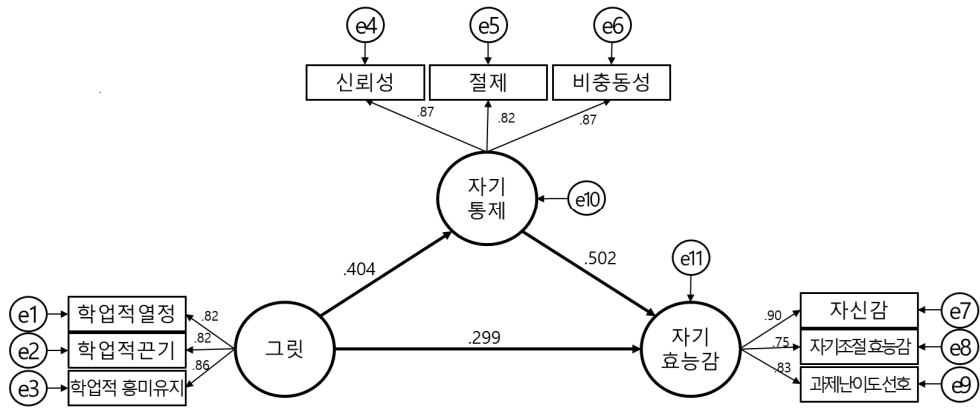 e4
e5
e6
신뢰성
절제
비충동성
.87
.82
.87
자기
통제
e10
.404
.502
e11
e1
학업적열정
.82
e2
학업적끈기
.82
e3
학업적 흥미유지
.86
그릿
.299
자기
효능감
.90
자신감
e7
.75
자기조절 효능감
e8
.83
과제난이도선호
e9